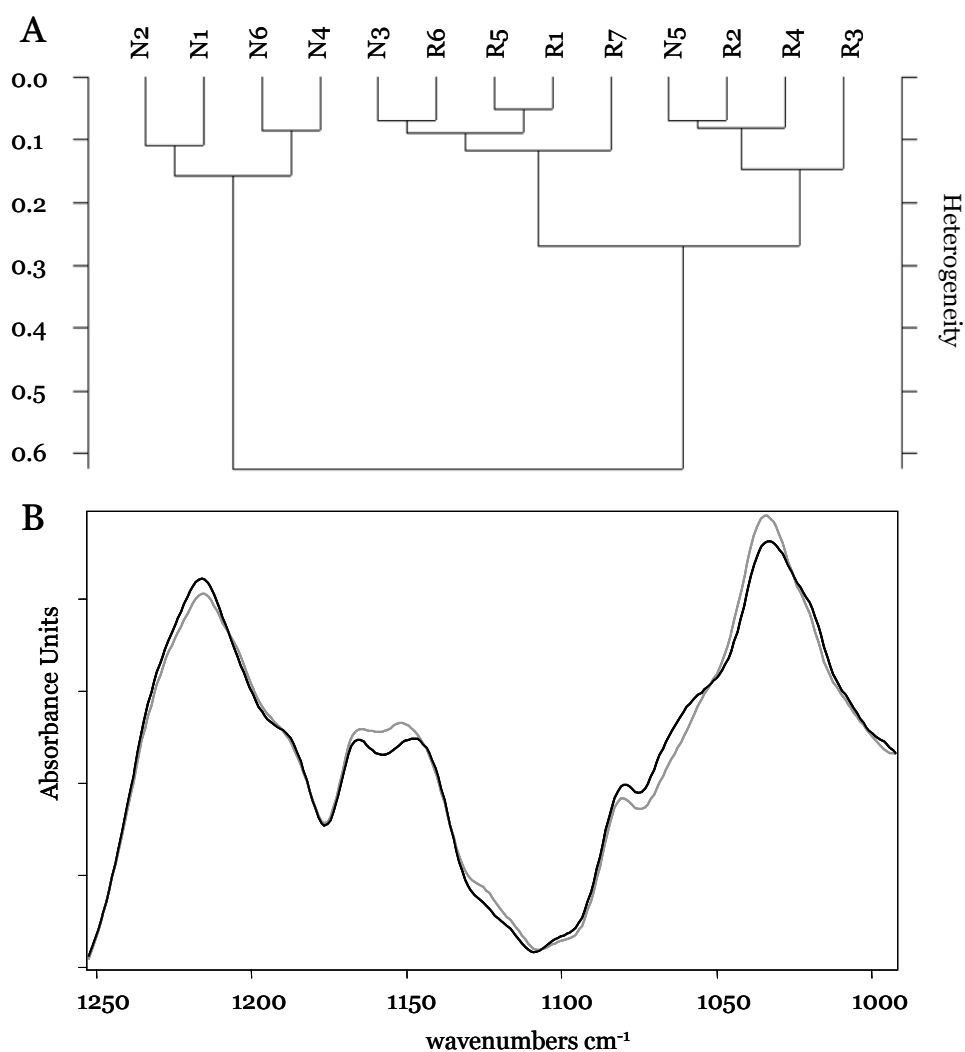 A
N2 N1 N6 N4 N3 R6 R5 R1 R7 N5 R2 R4 R3
0.0
0.1
0.2
0.3
0.4
0.5
0.6
Heterogeneity
B
Absorbance Units
1250 1200 1150 1100 1050 1000
wavenumbers cm⁻¹